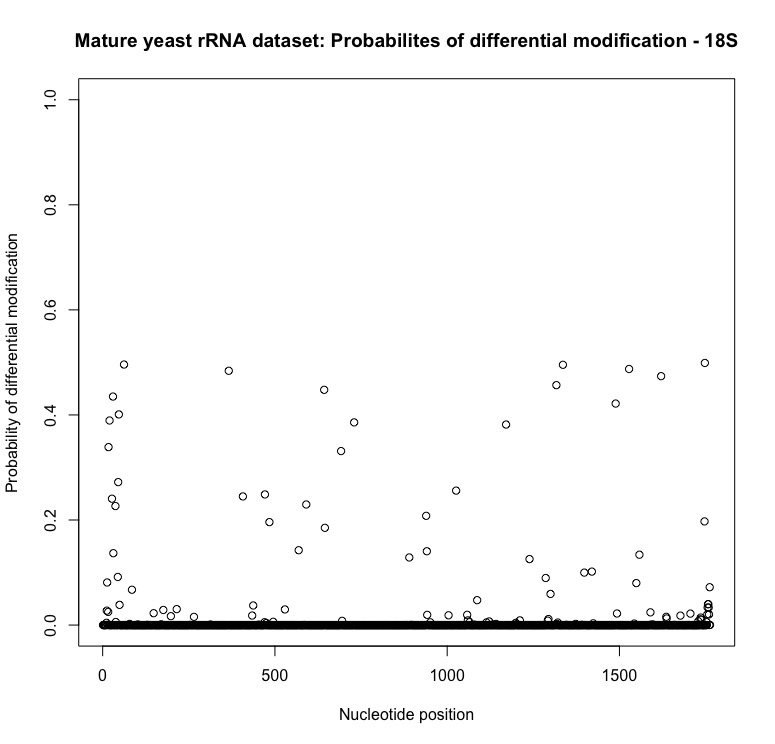 Mature yeast rRNA dataset: Probabilites of differential modification - 18S
Probability of differential modification
1.0
0.8
0.6
0.4
0.2
0.0
0 500 1000 1500
Nucleotide position